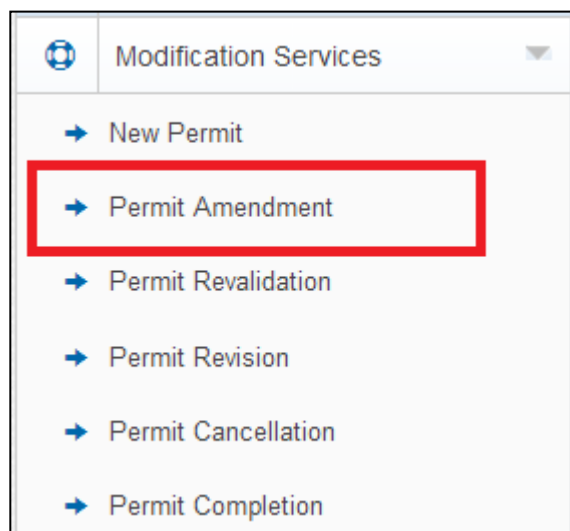 Modification Services
New Permit
Permit Amendment
Permit Revalidation
Permit Revision
Permit Cancellation
Permit Completion